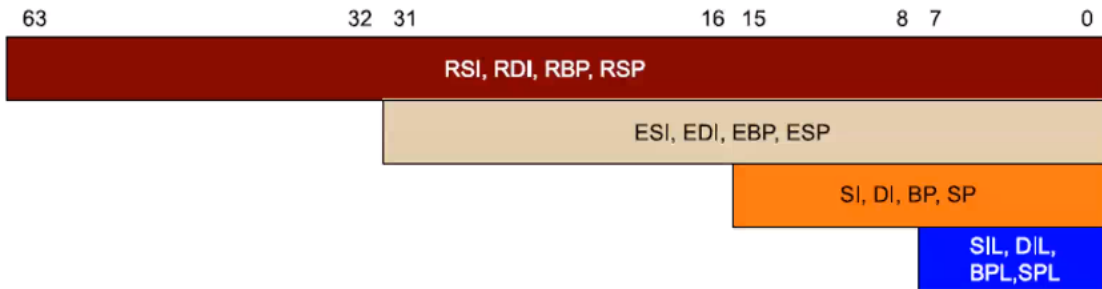 63 32 31 16 15 8 7 0
RSI, RDI, RBP, RSP
ESI, EDI, EBP, ESP
SI, DI, BP, SP
SIL, DIL,
BPL,SPL